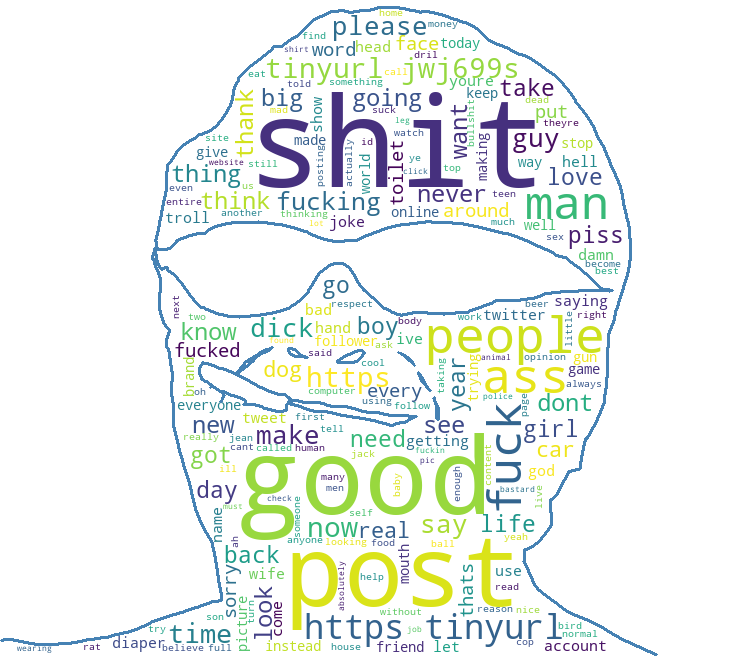 home
please money
find
shirt word head face today
dril
tinyurl jwj699s
eat something call youre
told
big going keep take
thank mad show suck leg want bullshit dead put
shit
theyre
site made watch id making guy stop
give posting actually world ye toilet way hell
website still click top
thing us love
even never teen
entire think fucking man
troll another thinking online around much
lon joke well piss
sex damn
become
best
go
next respect beer saying
two bad work twitter right
know dick hand boy body people little
follower ive
fucked found said ask animal opinion gun
cool taking trying game
brand dog https year ass always
oh computer every police
everyone using follow page dont
new tweet first see fuck girl
really jean make tell need getting
cant called human fuckin car
got ill jack pic content god
many baby enough
day men good bastard live
check
must someone self
name now real say life
anyone looking food ball yeah
ah
back mouth thats
wife absolutely help post use
sorry read
picture turn look come without reason nice
son https job tinyurl bird
try cop normal
time
rat diaper instead friend let account
wearing believe full house